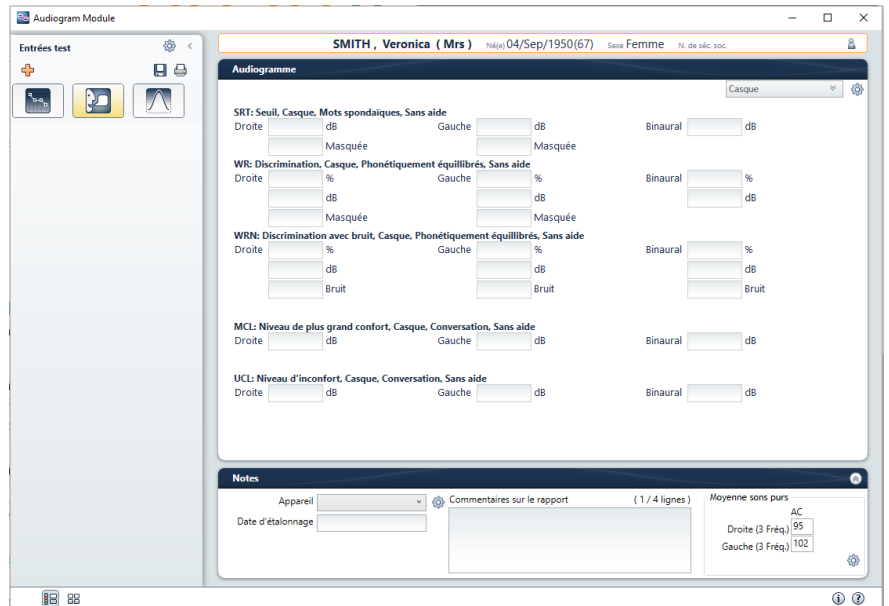 Audiogram Module
Entrées test
SMITH , Veronica ( Mrs ) Né(e) 04/Sep/1950(67) Sexe Femme N. de séc. soc.
Audiogramme
Casque
SRT: Seuil, Casque, Mots spondaïques, Sans aide
Droite dB Gauche dB Binaural dB
Masquée Masquée
WR: Discrimination, Casque, Phonétiquement équillibrés, Sans aide
Droite % Gauche % Binaural %
dB dB dB
Masquée Masquée
WRN: Discrimination avec bruit, Casque, Phonétiquement équillibrés, Sans aide
Droite % Gauche % Binaural %
dB dB dB
Bruit Bruit Bruit
MCL: Niveau de plus grand confort, Casque, Conversation, Sans aide
Droite dB Gauche dB Binaural dB
UCL: Niveau d'inconfort, Casque, Conversation, Sans aide
Droite dB Gauche dB Binaural dB
Notes
Appareil
Date d'étalonnage
Commentaires sur le rapport ( 1 / 4 lignes )
Moyenne sons purs
AC
Droite (3 Fréq.) 95
Gauche (3 Fréq.) 102